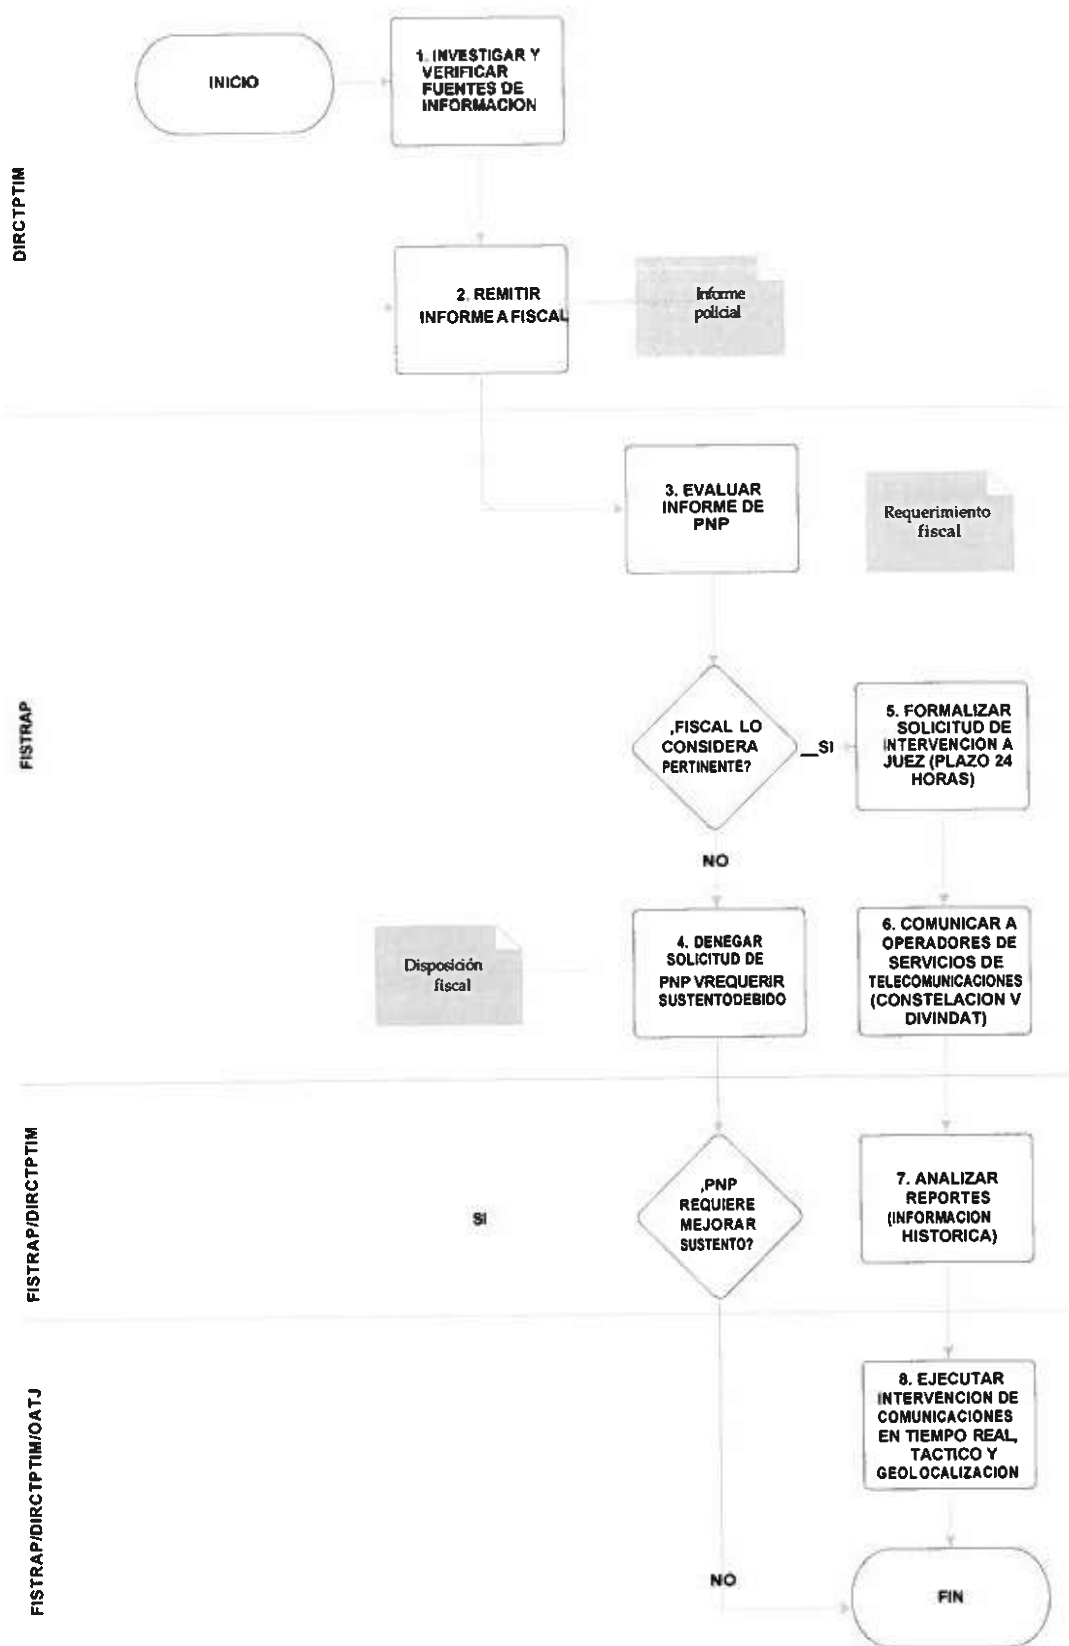 DIRCTPTIM
INICIO
1. INVESTIGAR Y
VERIFICAR
FUENTES DE
INFORMACION
2. REMITIR
INFORME A FISCAL
Informe
policial
FISTRAP
3. EVALUAR
INFORME DE
PNP
Requerimiento
fiscal
,FISCAL LO
CONSIDERA
PERTINENTE?
__SI
5. FORMALIZAR
SOLICITUD DE
INTERVENCION A
JUEZ (PLAZO 24
HORAS)
NO
Disposición
fiscal
4. DENEGAR
SOLICITUD DE
PNP VREQUERIR
SUSTENTODEBIDO
6. COMUNICAR A
OPERADORES DE
SERVICIOS DE
TELECOMUNICACIONES
(CONSTELACION V
DIVINDAT)
FISTRAP/DIRCTPTIM
SI
,PNP
REQUIERE
MEJORAR
SUSTENTO?
7. ANALIZAR
REPORTES
(INFORMACION
HISTORICA)
FISTRAP/DIRCTPTIM/OATJ
8. EJECUTAR
INTERVENCION DE
COMUNICACIONES
EN TIEMPO REAL,
TACTICO Y
GEOLOCALIZACION
NO
FIN